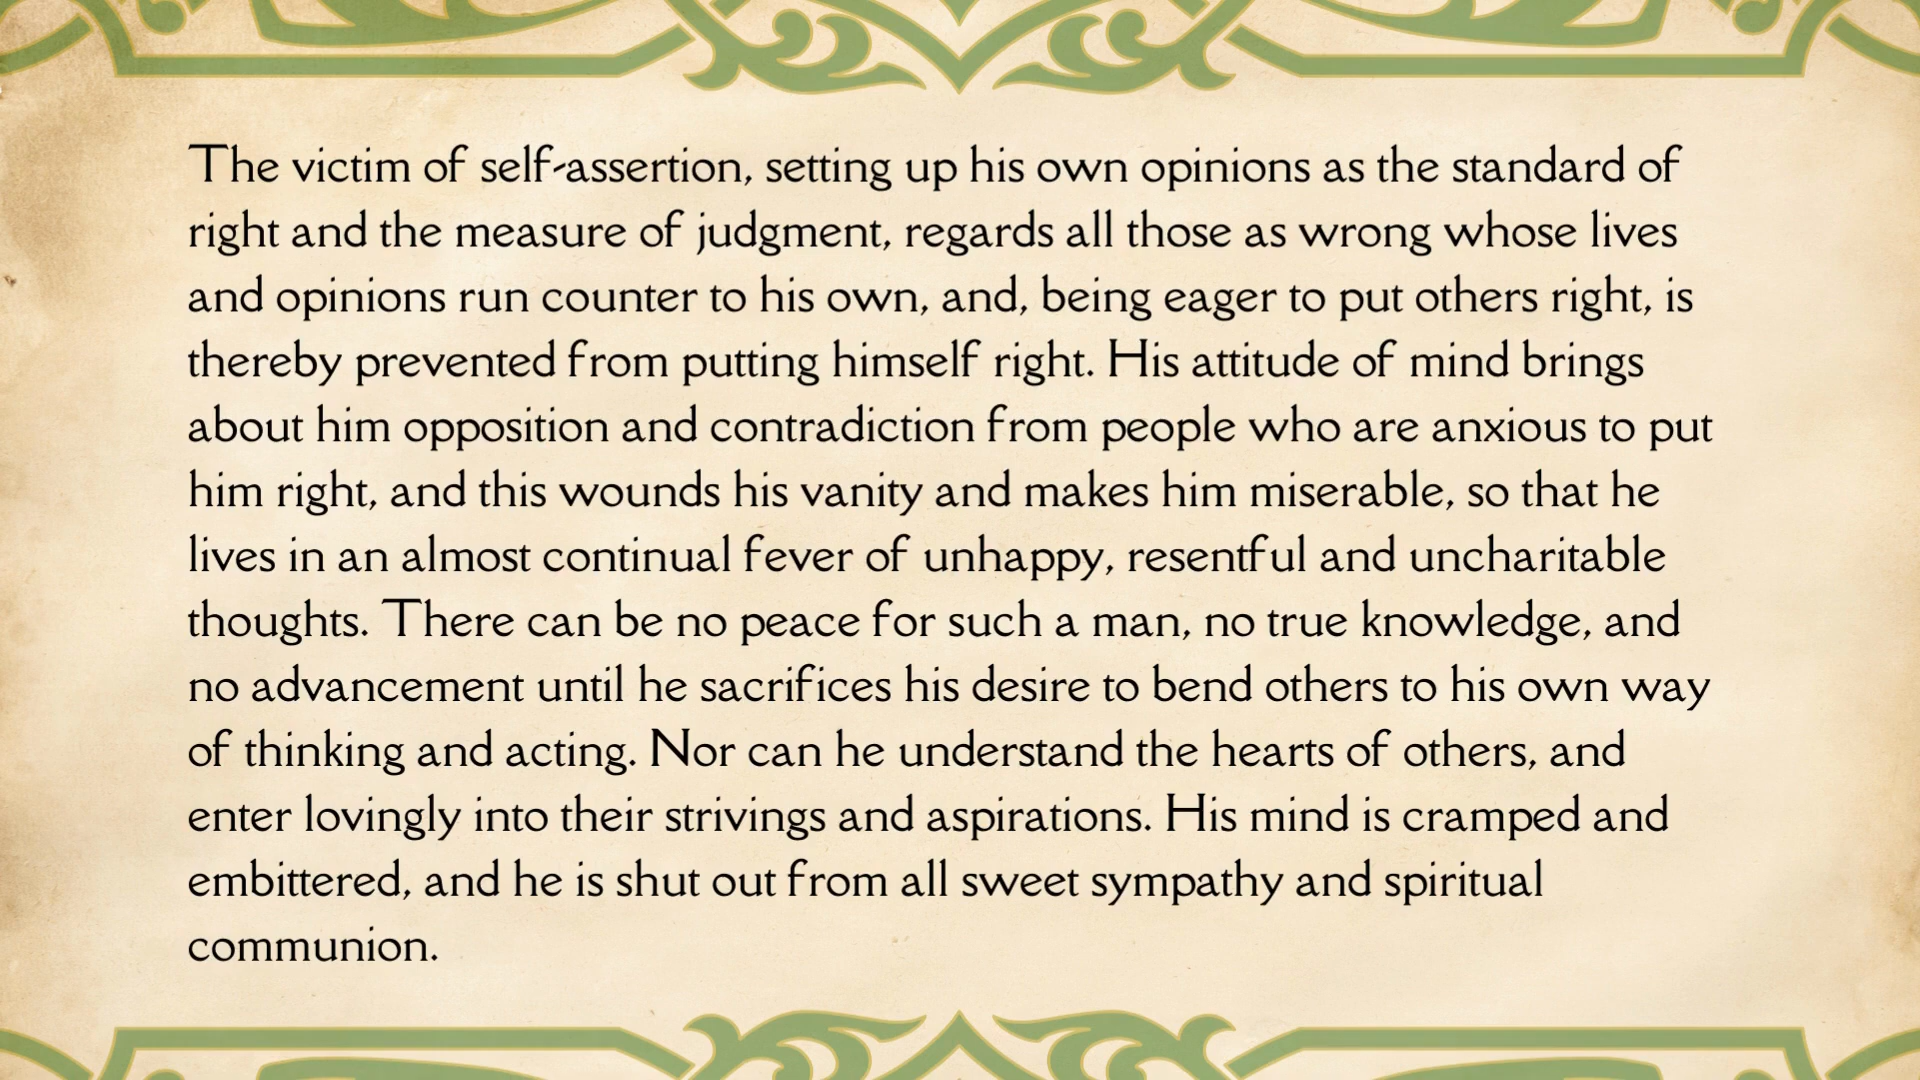 The victim of self-assertion, setting up his own opinions as the standard of
right and the measure of judgment, regards all those as wrong whose lives
and opinions run counter to his own, and, being eager to put others right, is
thereby prevented from putting himself right. His attitude of mind brings
about him opposition and contradiction from people who are anxious to put
him right, and this wounds his vanity and makes him miserable, so that he
lives in an almost continual fever of unhappy, resentful and uncharitable
thoughts. There can be no peace for such a man, no true knowledge, and
no advancement until he sacrifices his desire to bend others to his own way
of thinking and acting. Nor can he understand the hearts of others, and
enter lovingly into their strivings and aspirations. His mind is cramped and
embittered, and he is shut out from all sweet sympathy and spiritual
communion.